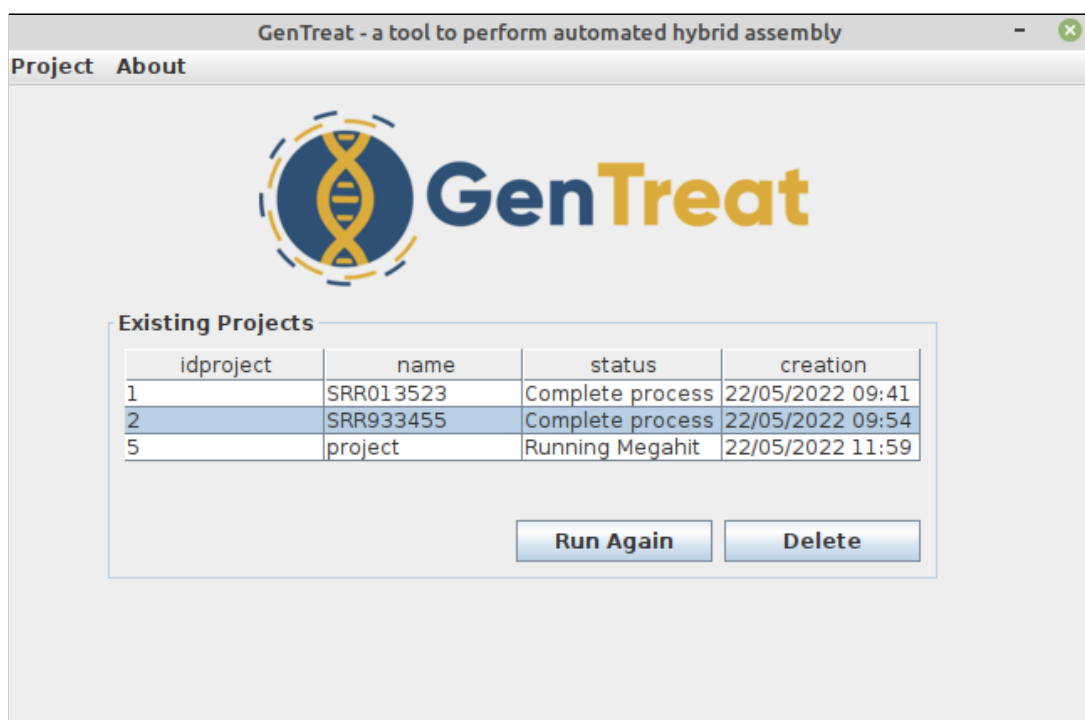 GenTreat - a tool to perform automated hybrid assembly
Project About
GenTreat
Existing Projects
idproject name status creation
1 SRR013523 Complete process 22/05/2022 09:41
2 SRR933455 Complete process 22/05/2022 09:54
5 project Running Megahit 22/05/2022 11:59
Run Again Delete